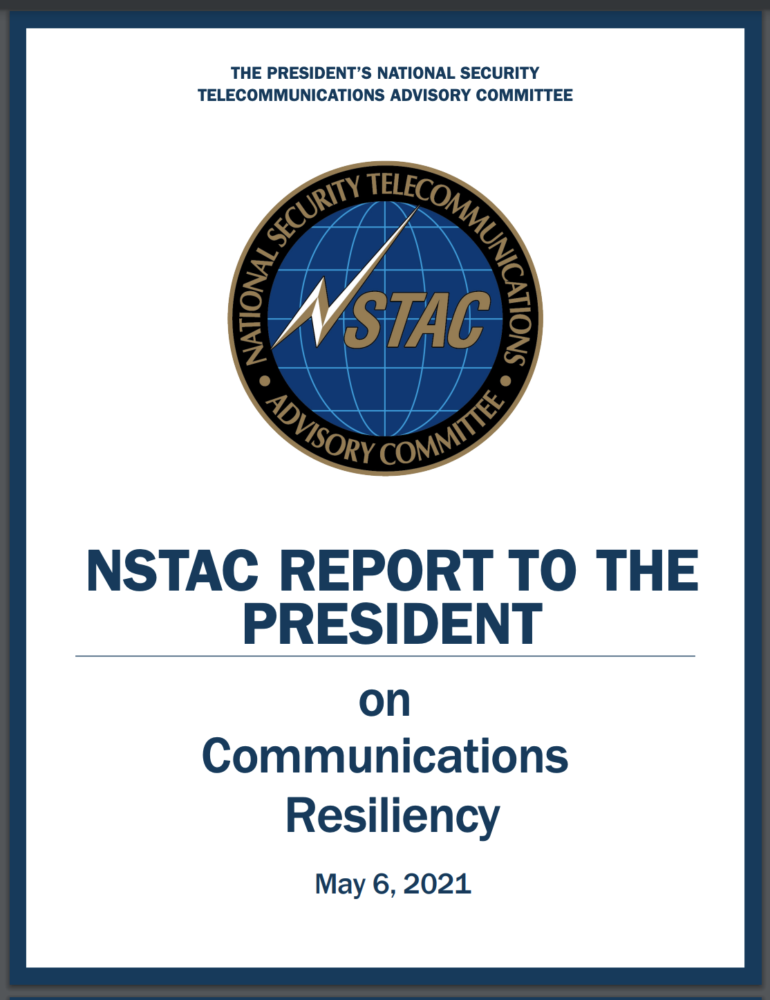 THE PRESIDENT’S NATIONAL SECURITY
TELECOMMUNICATIONS ADVISORY COMMITTEE
NATIONAL SECURITY TELECOMMUNICATIONS
NSTAC
• ADVISORY COMMITTEE •
NSTAC REPORT TO THE
PRESIDENT
on
Communications
Resiliency
May 6, 2021